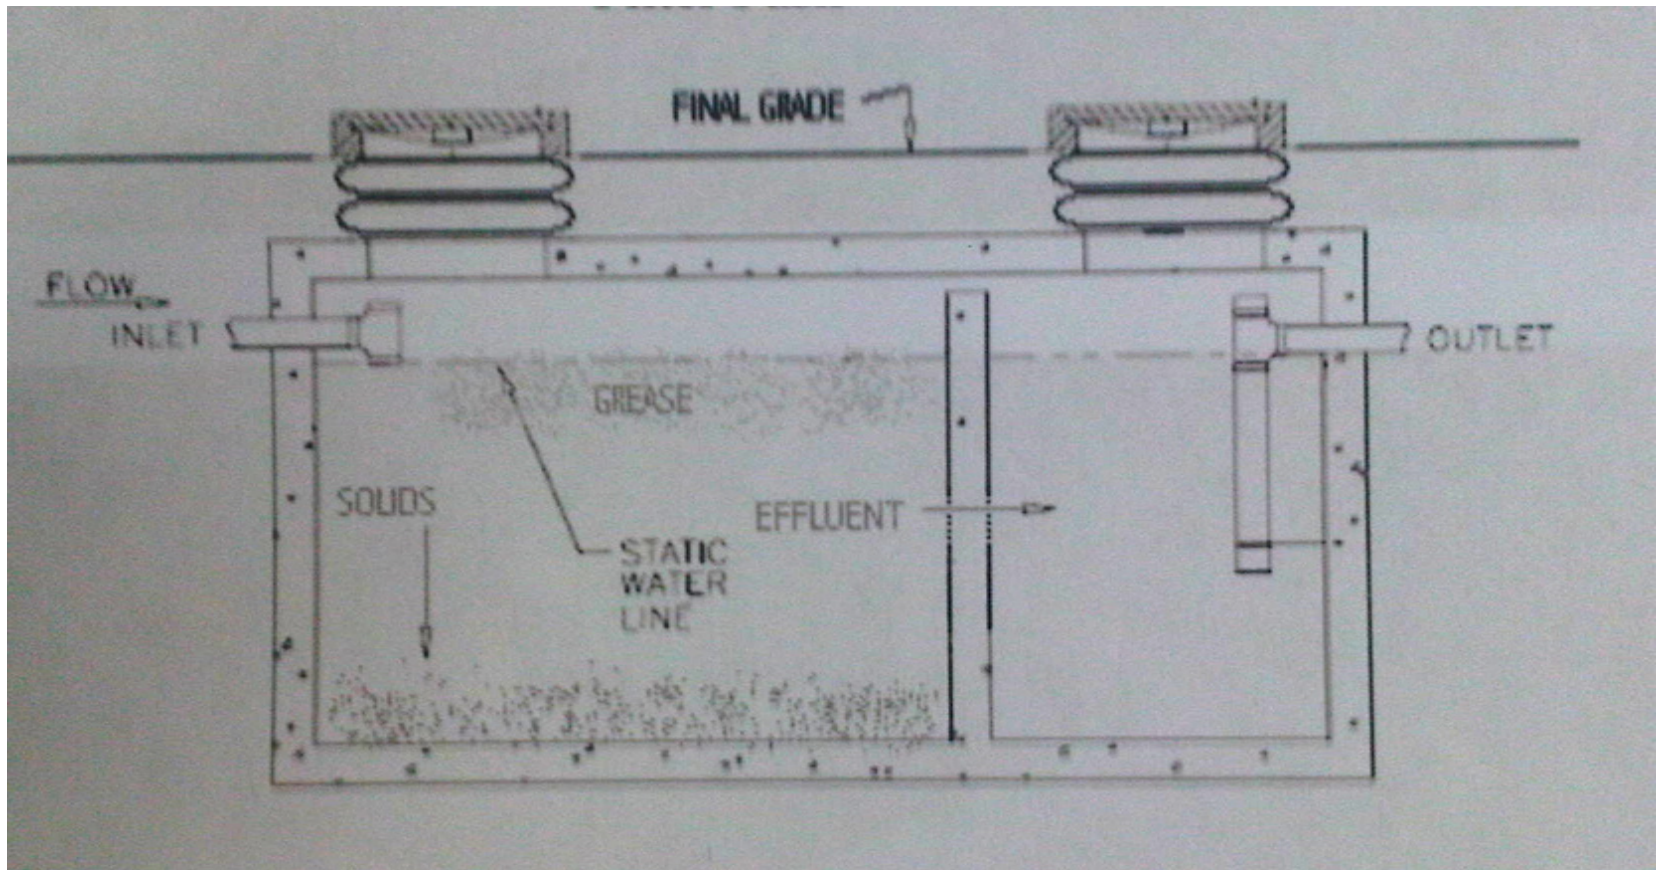 FINAL GRADE
FLOW
INLET
OUTLET
GREASE
SOLIDS
EFFLUENT
STATIC
WATER
LINE